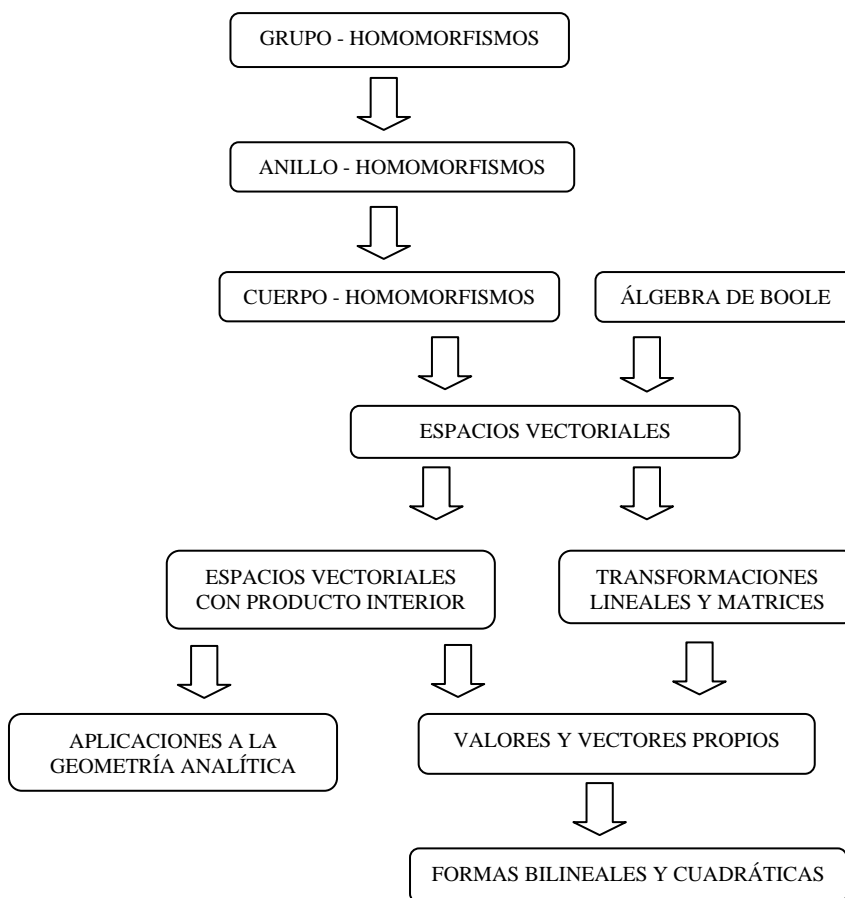 GRUPO - HOMOMORFISMOS
ANILLO - HOMOMORFISMOS
CUERPO - HOMOMORFISMOS
ÁLGEBRA DE BOOLE
ESPACIOS VECTORIALES
ESPACIOS VECTORIALES
CON PRODUCTO INTERIOR
TRANSFORMACIONES
LINEALES Y MATRICES
APLICACIONES A LA
GEOMETRÍA ANALÍTICA
VALORES Y VECTORES PROPIOS
FORMAS BILINEALES Y CUADRÁTICAS